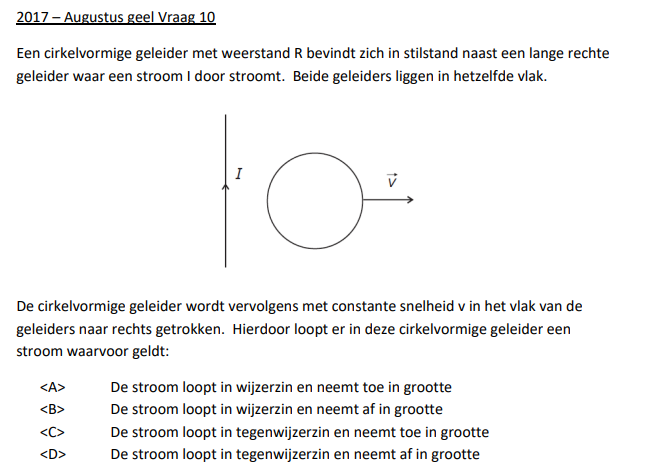 2017 – Augustus geel Vraag 10
Een cirkelvormige geleider met weerstand R bevindt zich in stilstand naast een lange rechte
geleider waar een stroom I door stroomt. Beide geleiders liggen in hetzelfde vlak.
I
v⃗
De cirkelvormige geleider wordt vervolgens met constante snelheid v in het vlak van de
geleiders naar rechts getrokken. Hierdoor loopt er in deze cirkelvormige geleider een
stroom waarvoor geldt:
<A> De stroom loopt in wijzerzin en neemt toe in grootte
<B> De stroom loopt in wijzerzin en neemt af in grootte
<C> De stroom loopt in tegenwijzerzin en neemt toe in grootte
<D> De stroom loopt in tegenwijzerzin en neemt af in grootte